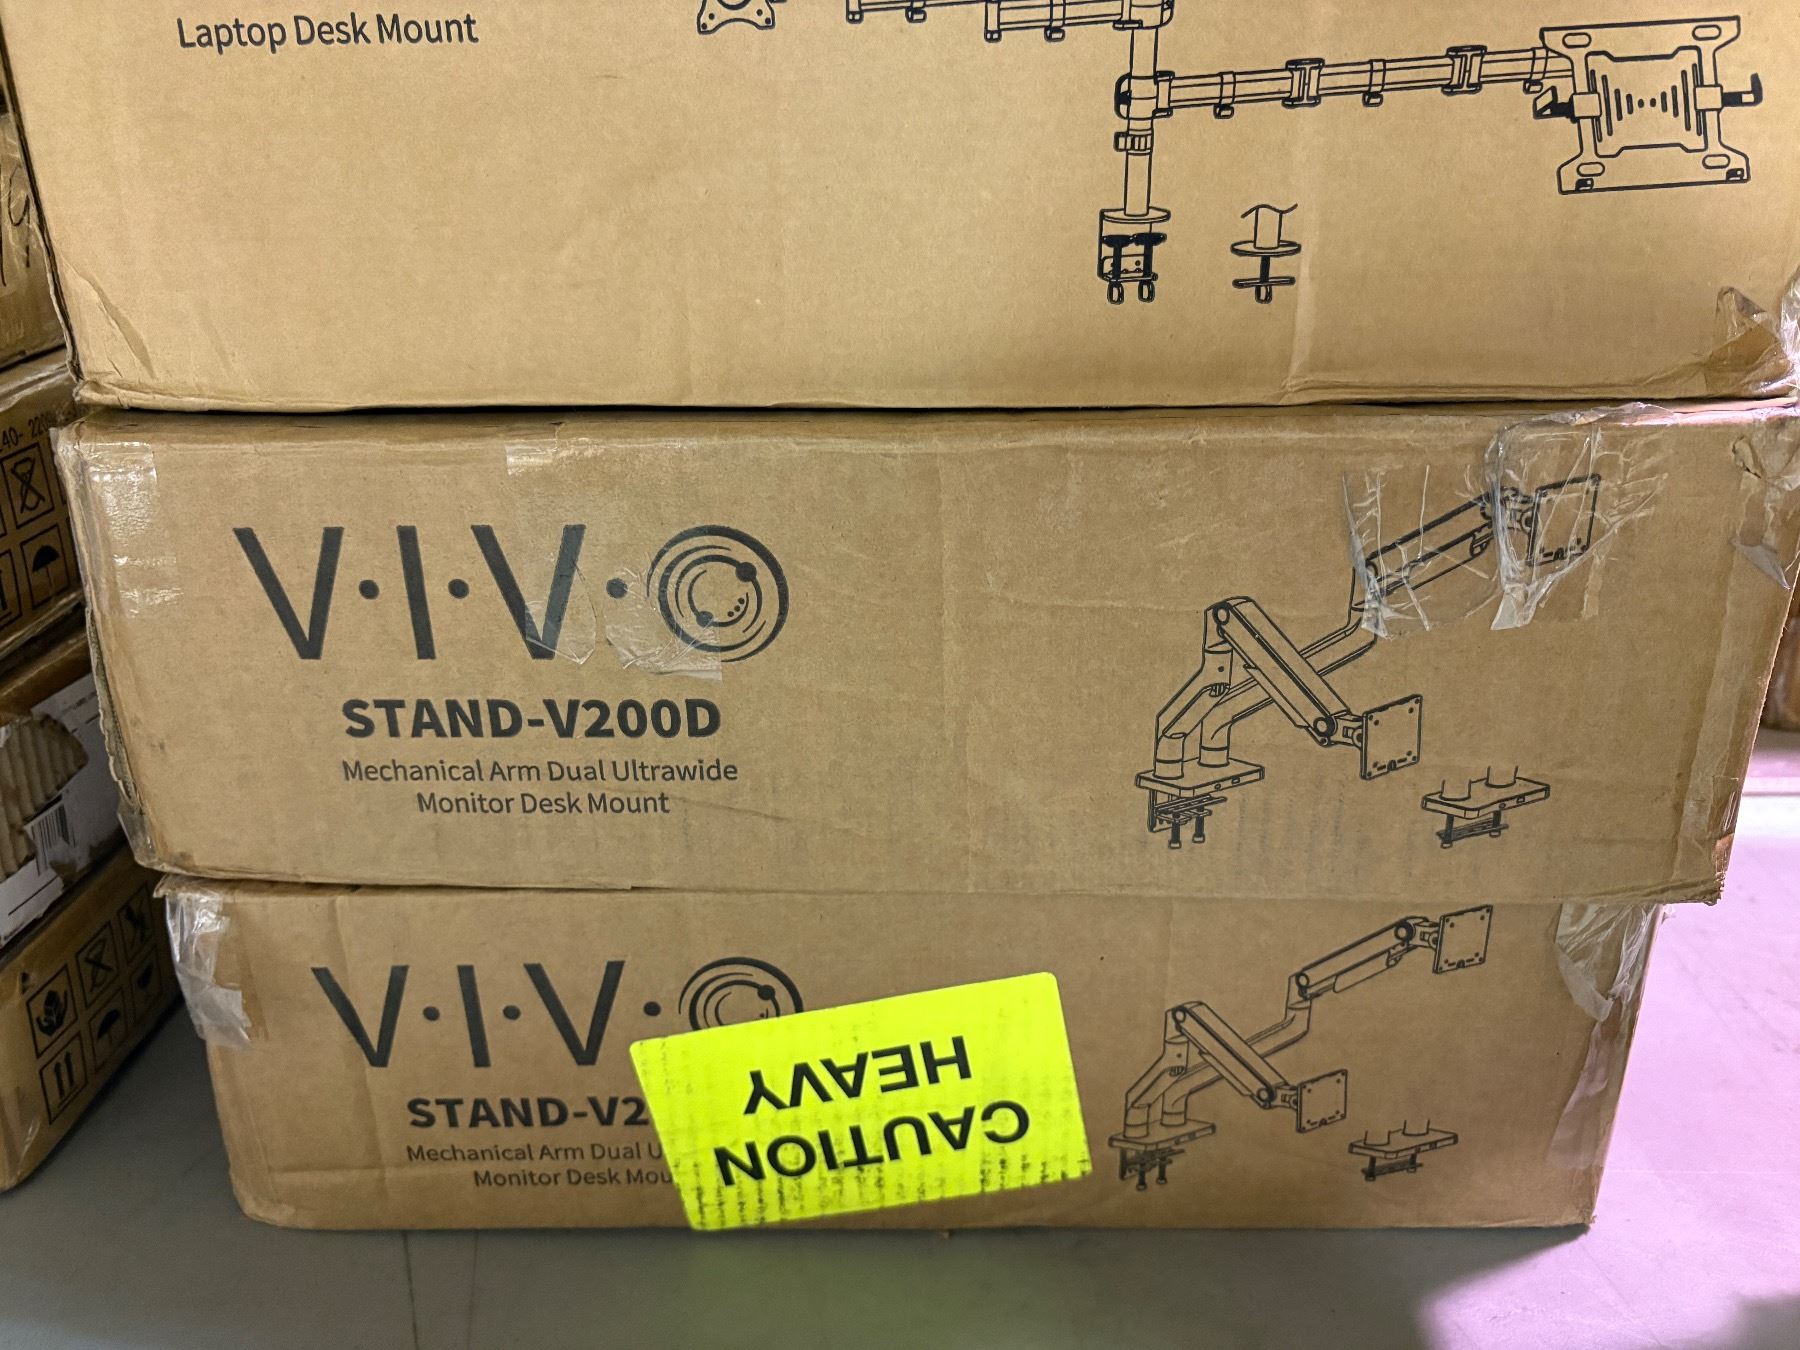 Laptop Desk Mount
V·I·V·O
STAND-V200D
Mechanical Arm Dual Ultrawide
Monitor Desk Mount
V·I·V·O
STAND-V2
Mechanical Arm Dual U
Monitor Desk Mou
CAUTION
HEAVY